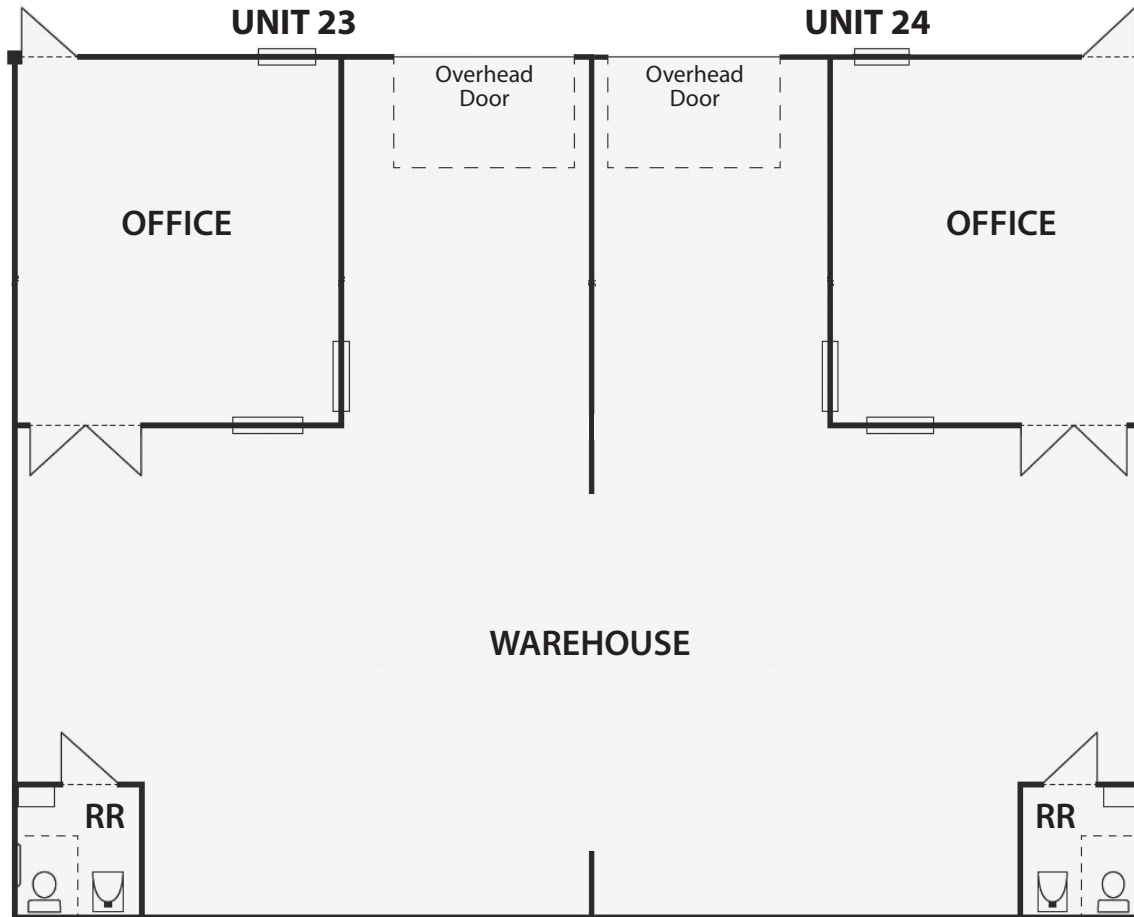 UNIT 23
UNIT 24
Overhead
Door
Overhead
Door
OFFICE
OFFICE
WAREHOUSE
RR
RR